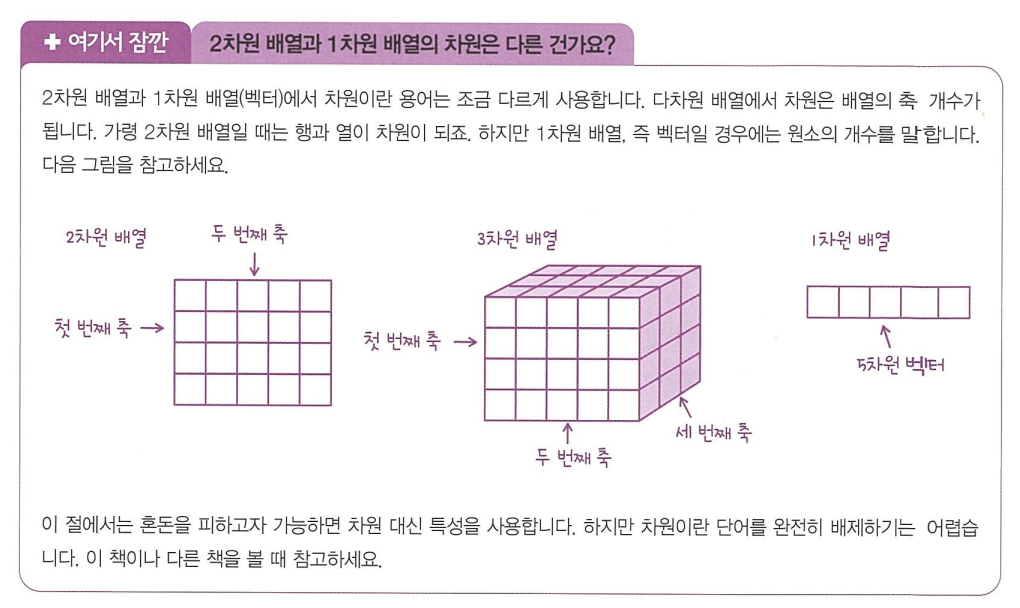 + 여기서 잠깐 2차원 배열과 1차원 배열의 차원은 다른 건가요?
2차원 배열과 1차원 배열(벡터)에서 차원이란 용어는 조금 다르게 사용합니다. 다차원 배열에서 차원은 배열의 축 개수가
됩니다. 가령 2차원 배열일 때는 행과 열이 차원이 되죠. 하지만 1차원 배열, 즉 벡터일 경우에는 원소의 개수를 말합니다.
다음 그림을 참고하세요.
2차원 배열
두 번째 축
첫 번째 축
3차원 배열
첫 번째 축
두 번째 축
세 번째 축
1차원 배열
5차원 벡터
이 절에서는 혼돈을 피하고자 가능하면 차원 대신 특성을 사용합니다. 하지만 차원이란 단어를 완전히 배제하기는 어렵습
니다. 이 책이나 다른 책을 볼 때 참고하세요.